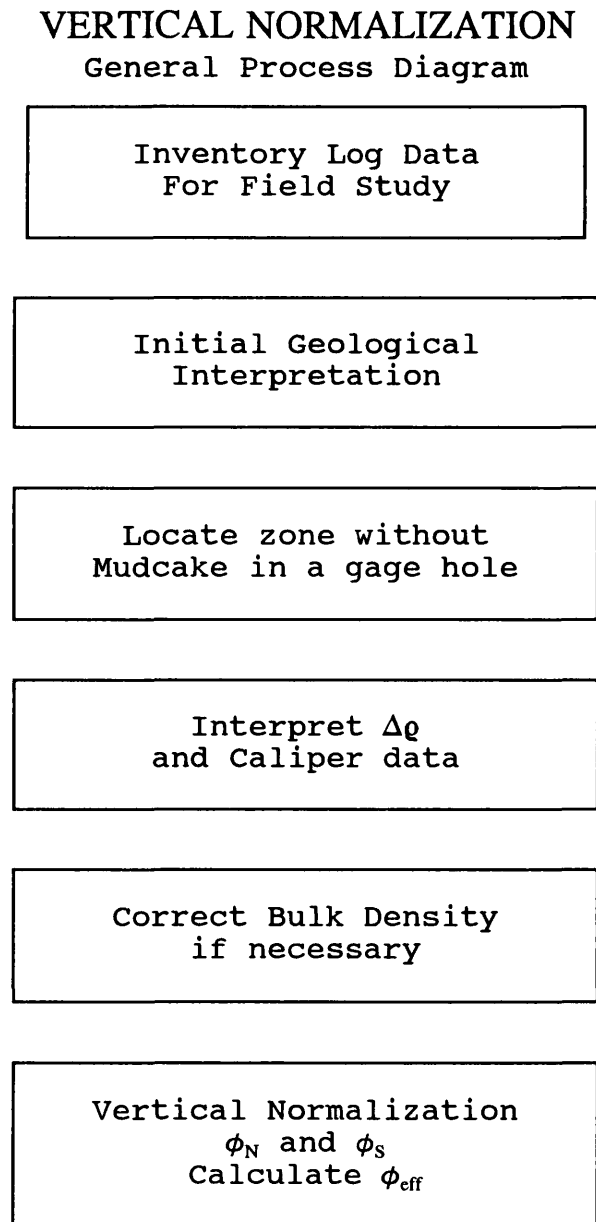 VERTICAL NORMALIZATION
General Process Diagram
Inventory Log Data
For Field Study
Initial Geological
Interpretation
Locate zone without
Mudcake in a gage hole
Interpret Δϱ
and Caliper data
Correct Bulk Density
if necessary
Vertical Normalization
ϕN and ϕS
Calculate ϕeff